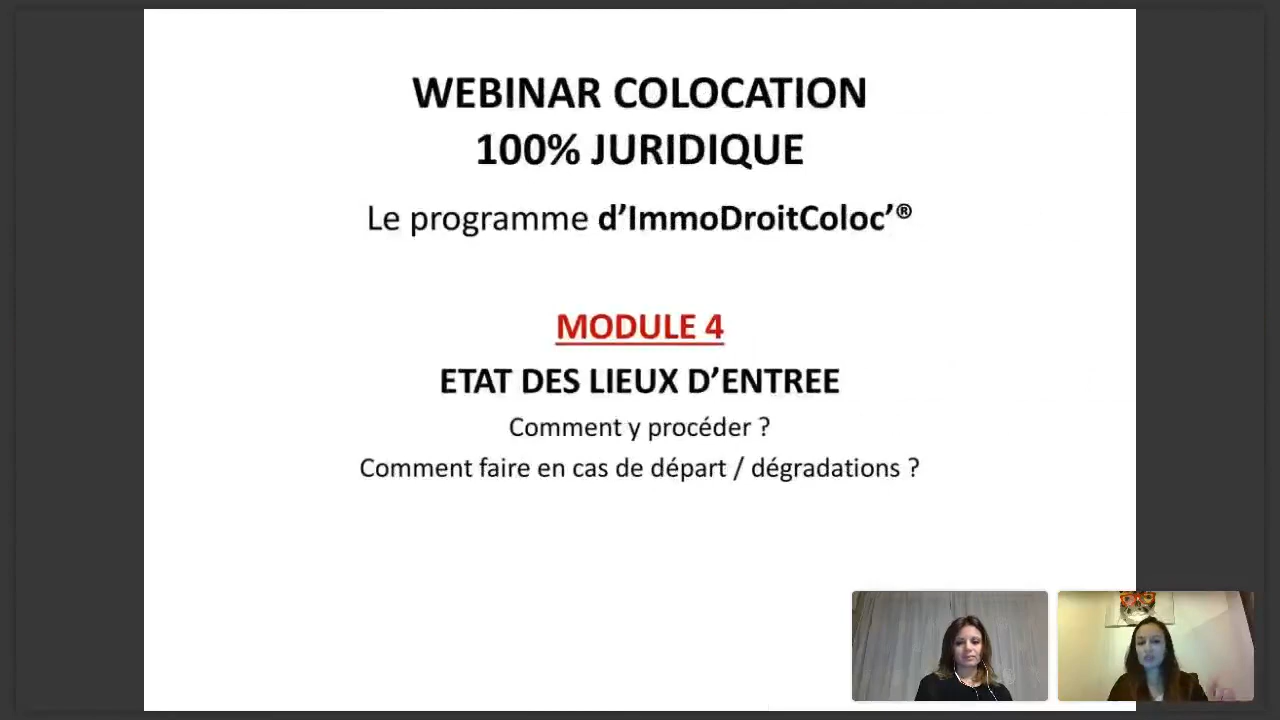 WEBINAR COLOCATION
100% JURIDIQUE
Le programme d’ImmoDroitColoc’®
MODULE 4
ETAT DES LIEUX D’ENTREE
Comment y procéder ?
Comment faire en cas de départ / dégradations ?